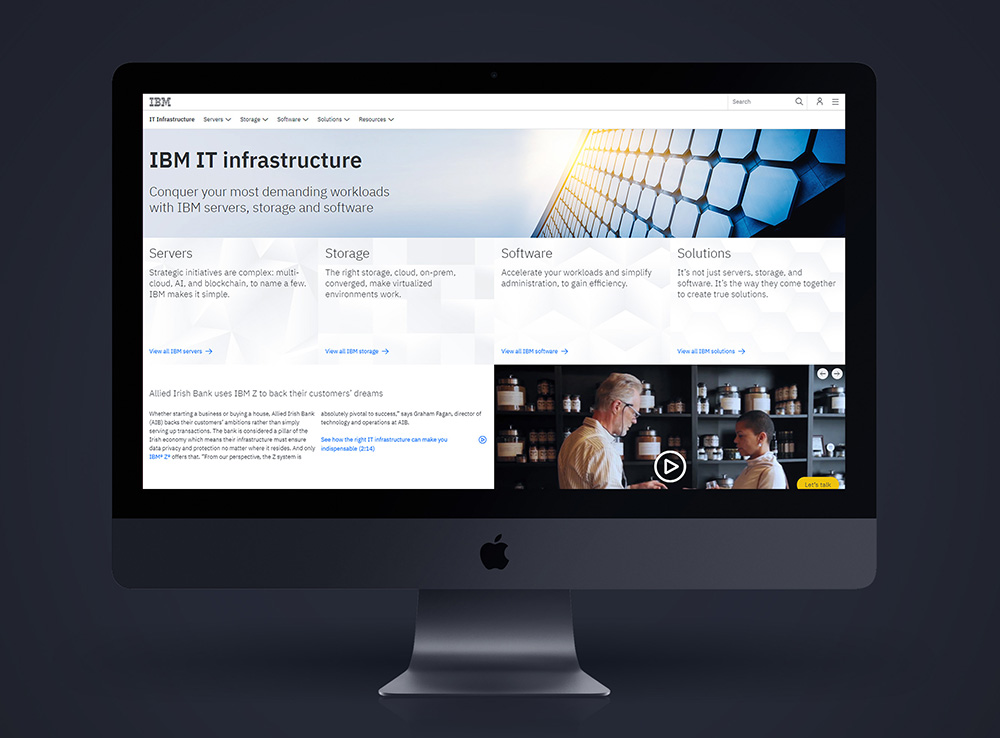 IBM
Search
IT Infrastructure Servers Storage Software Solutions Resources
IBM IT infrastructure
Conquer your most demanding workloads
with IBM servers, storage and software
Servers
Strategic initiatives are complex: multi-
cloud, AI, and blockchain, to name a few,
IBM makes it simple.
View all IBM servers
Storage
The right storage, cloud, on-prem,
converged, make virtualized
environments work.
View all IBM storage
Software
Accelerate your workloads and simplify
administration, to gain efficiency.
View all IBM software
Solutions
It's not just servers, storage, and
software. It's the way they come together
to create true solutions.
View all IBM solutions
Allied Irish Bank uses IBM Z to back their customers' dreams
Whether starting a business or buying a house, Allied Irish Bank
(AIB) backs their customers' ambitions rather than simply
serving up transactions. The bank is considered a pillar of the
Irish economy which means their infrastructure must ensure
data privacy and protection no matter where it resides. And only
IBM® Z® offers that. "From our perspective, the Z system is
absolutely pivotal to success," says Graham Fagan, director of
technology and operations at AIB.
See how the right IT infrastructure can make you
indispensable (2:14)
Let's talk